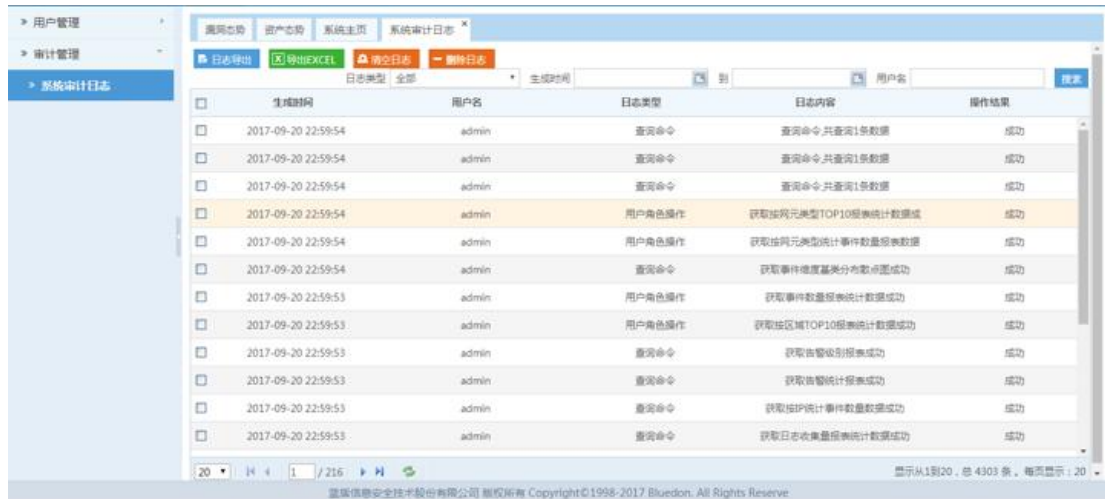 » 用户管理
» 审计管理
» 系统审计日志
漏洞态势 资产态势 系统主页 系统审计日志 ×
日志导出 导出EXCEL 清空日志 删除日志
日志类型 全部 生成时间 到 用户名 搜索
生成时间 用户名 日志类型 日志内容 操作结果
2017-09-20 22:59:54 admin 查询命令 查询命令,共查询1条数据 成功
2017-09-20 22:59:54 admin 查询命令 查询命令,共查询1条数据 成功
2017-09-20 22:59:54 admin 查询命令 查询命令,共查询1条数据 成功
2017-09-20 22:59:54 admin 用户角色操作 获取按网元类型TOP10报表统计数据成 成功
2017-09-20 22:59:54 admin 用户角色操作 获取按网元类型统计事件数量报表数据 成功
2017-09-20 22:59:54 admin 查询命令 获取事件维度基类分布散点图成功 成功
2017-09-20 22:59:53 admin 用户角色操作 获取事件数量报表统计数据成功 成功
2017-09-20 22:59:53 admin 用户角色操作 获取按区域TOP10报表统计数据成功 成功
2017-09-20 22:59:53 admin 查询命令 获取告警级别报表成功 成功
2017-09-20 22:59:53 admin 查询命令 获取告警统计报表成功 成功
2017-09-20 22:59:53 admin 查询命令 获取按IP统计事件数量数据成功 成功
2017-09-20 22:59:53 admin 查询命令 获取日志收集量报表统计数据成功 成功
20 1 / 216 显示从1到20，总 4303 条。每页显示：20
蓝盾信息安全技术股份有限公司 版权所有 Copyright©1998-2017 Bluedon. All Rights Reserve